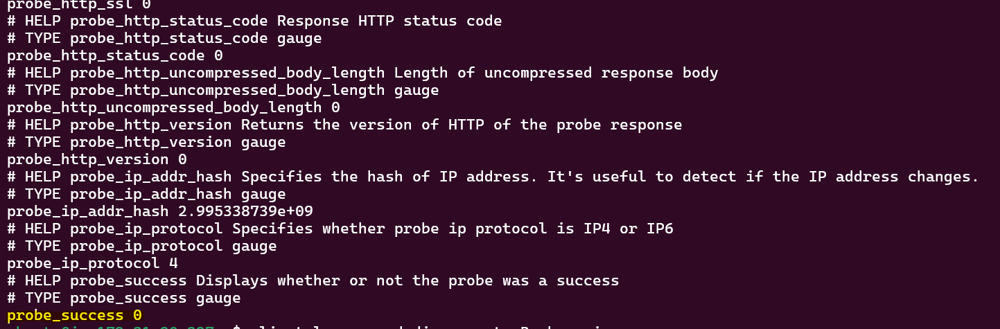 probe_http_ssl 0
# HELP probe_http_status_code Response HTTP status code
# TYPE probe_http_status_code gauge
probe_http_status_code 0
# HELP probe_http_uncompressed_body_length Length of uncompressed response body
# TYPE probe_http_uncompressed_body_length gauge
probe_http_uncompressed_body_length 0
# HELP probe_http_version Returns the version of HTTP of the probe response
# TYPE probe_http_version gauge
probe_http_version 0
# HELP probe_ip_addr_hash Specifies the hash of IP address. It's useful to detect if the IP address changes.
# TYPE probe_ip_addr_hash gauge
probe_ip_addr_hash 2.995338739e+09
# HELP probe_ip_protocol Specifies whether probe ip protocol is IP4 or IP6
# TYPE probe_ip_protocol gauge
probe_ip_protocol 4
# HELP probe_success Displays whether or not the probe was a success
# TYPE probe_success gauge
probe_success 0